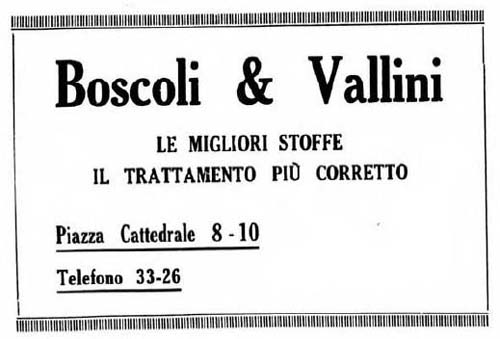 Boscoli & Vallini
LE MIGLIORI STOFFE
IL TRATTAMENTO PIÙ CORRETTO
Piazza Cattedrale 8 - 10
Telefono 33-26